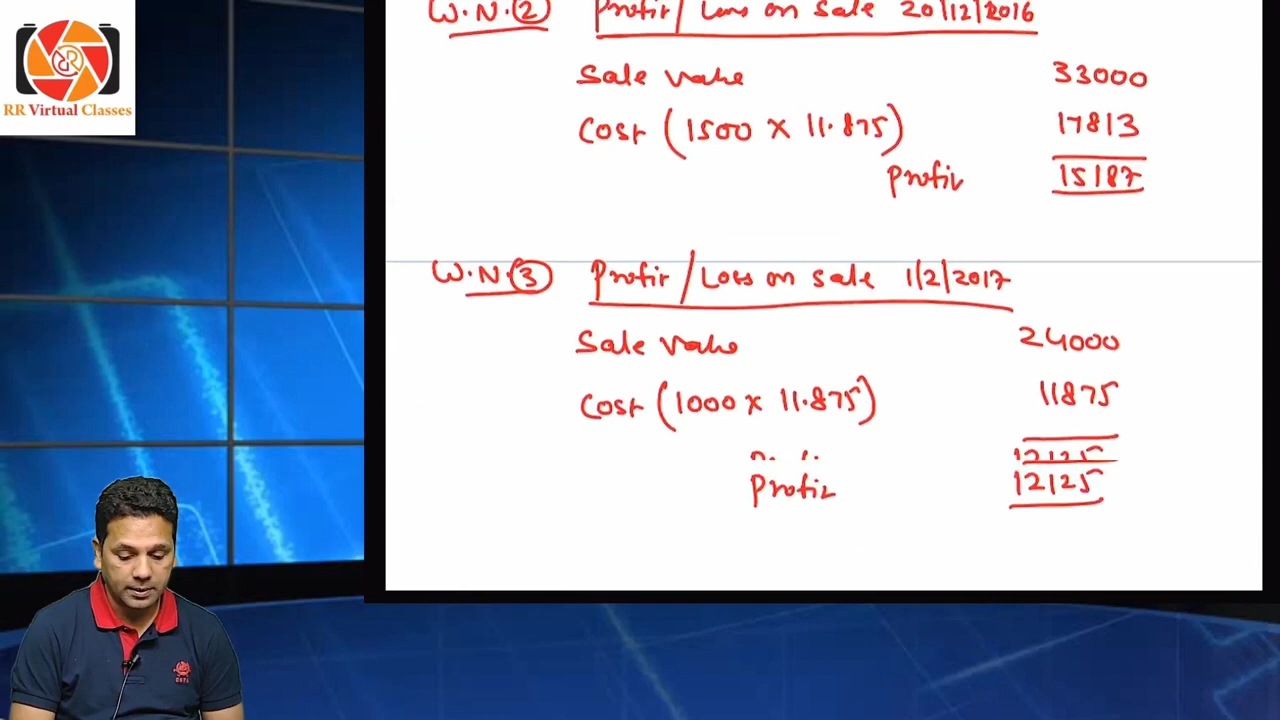 RR Virtual Classes
W.N.(2) Profit/Loss on Sale 20/12/2016
Sale Value 33000
Cost (1500 x 11.875) 17813
Profit 15187
W.N.(3) Profit/Loss on Sale 1/2/2017
Sale Value 24000
Cost (1000 x 11.875) 11875
12125
Profit 12125